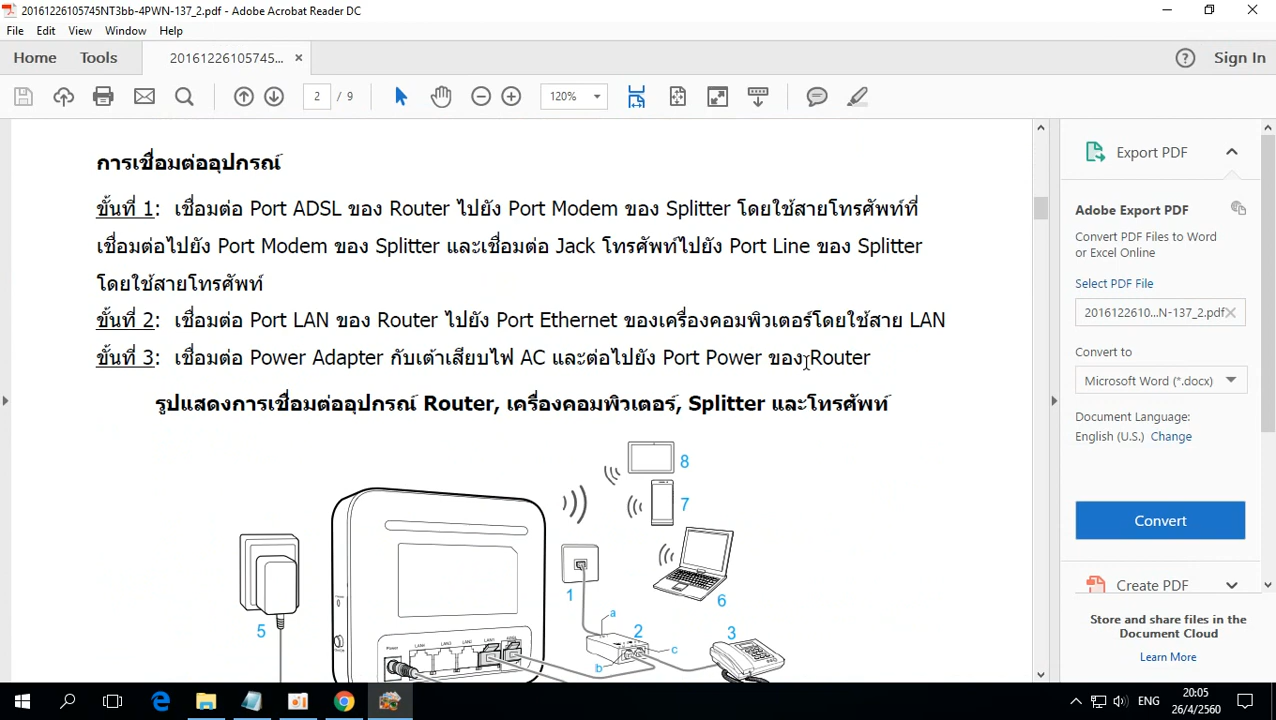 20161226105745NT3bb-4PWN-137_2.pdf - Adobe Acrobat Reader DC
File Edit View Window Help
Home Tools 20161226105745... × Sign In
2 / 9 120%
การเชื่อมต่ออุปกรณ์
ขั้นที่ 1: เชื่อมต่อ Port ADSL ของ Router ไปยัง Port Modem ของ Splitter โดยใช้สายโทรศัพท์ที่
เชื่อมต่อไปยัง Port Modem ของ Splitter และเชื่อมต่อ Jack โทรศัพท์ไปยัง Port Line ของ Splitter
โดยใช้สายโทรศัพท์
ขั้นที่ 2: เชื่อมต่อ Port LAN ของ Router ไปยัง Port Ethernet ของเครื่องคอมพิวเตอร์โดยใช้สาย LAN
ขั้นที่ 3: เชื่อมต่อ Power Adapter กับเต้าเสียบไฟ AC และต่อไปยัง Port Power ของ Router
รูปแสดงการเชื่อมต่ออุปกรณ์ Router, เครื่องคอมพิวเตอร์, Splitter และโทรศัพท์
8
7
1
6
a
5
2
3
c
b
Power LAN4 LAN3 LAN2 LAN1 ADSL
Export PDF
Adobe Export PDF
Convert PDF Files to Word
or Excel Online
Select PDF File
2016122610...N-137_2.pdf
Convert to
Microsoft Word (*.docx)
Document Language:
English (U.S.) Change
Convert
Create PDF
Store and share files in the
Document Cloud
Learn More
ENG
20:05
26/4/2560